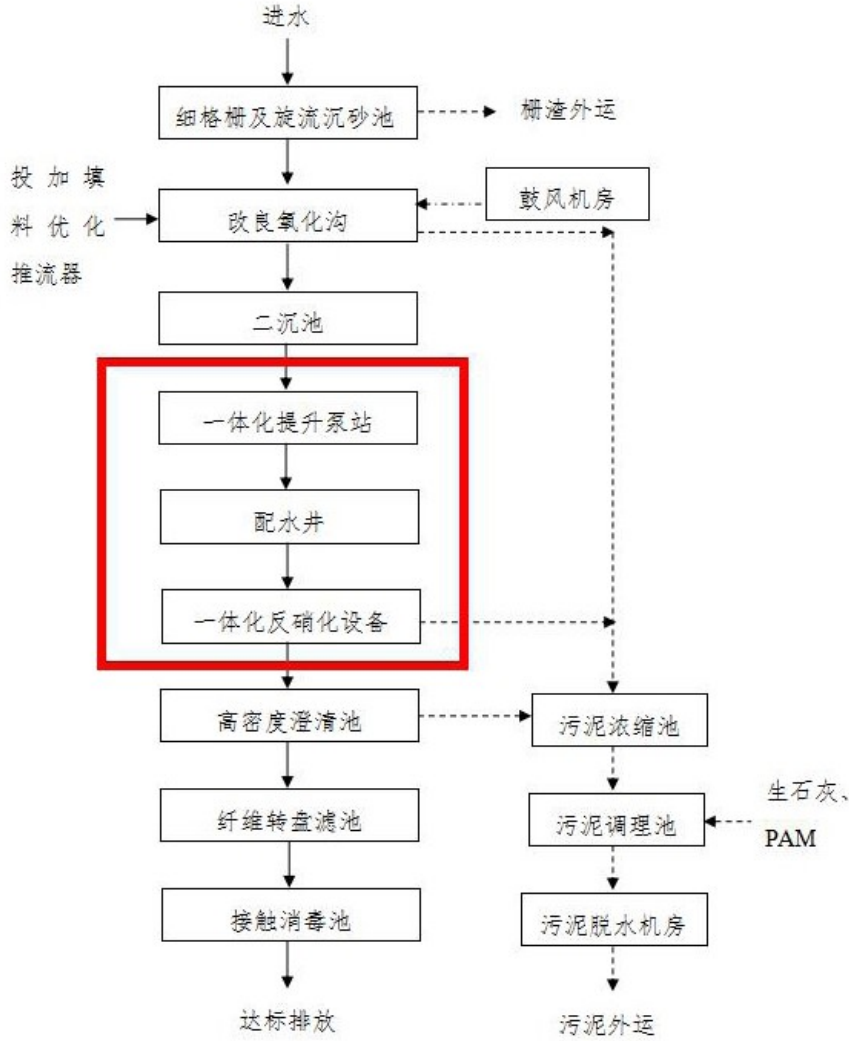 进水
细格栅及旋流沉砂池
栅渣外运
投加填
料优化
推流器
改良氧化沟
鼓风机房
二沉池
一体化提升泵站
配水井
一体化反硝化设备
高密度澄清池
污泥浓缩池
纤维转盘滤池
污泥调理池
生石灰、
PAM
接触消毒池
污泥脱水机房
达标排放
污泥外运